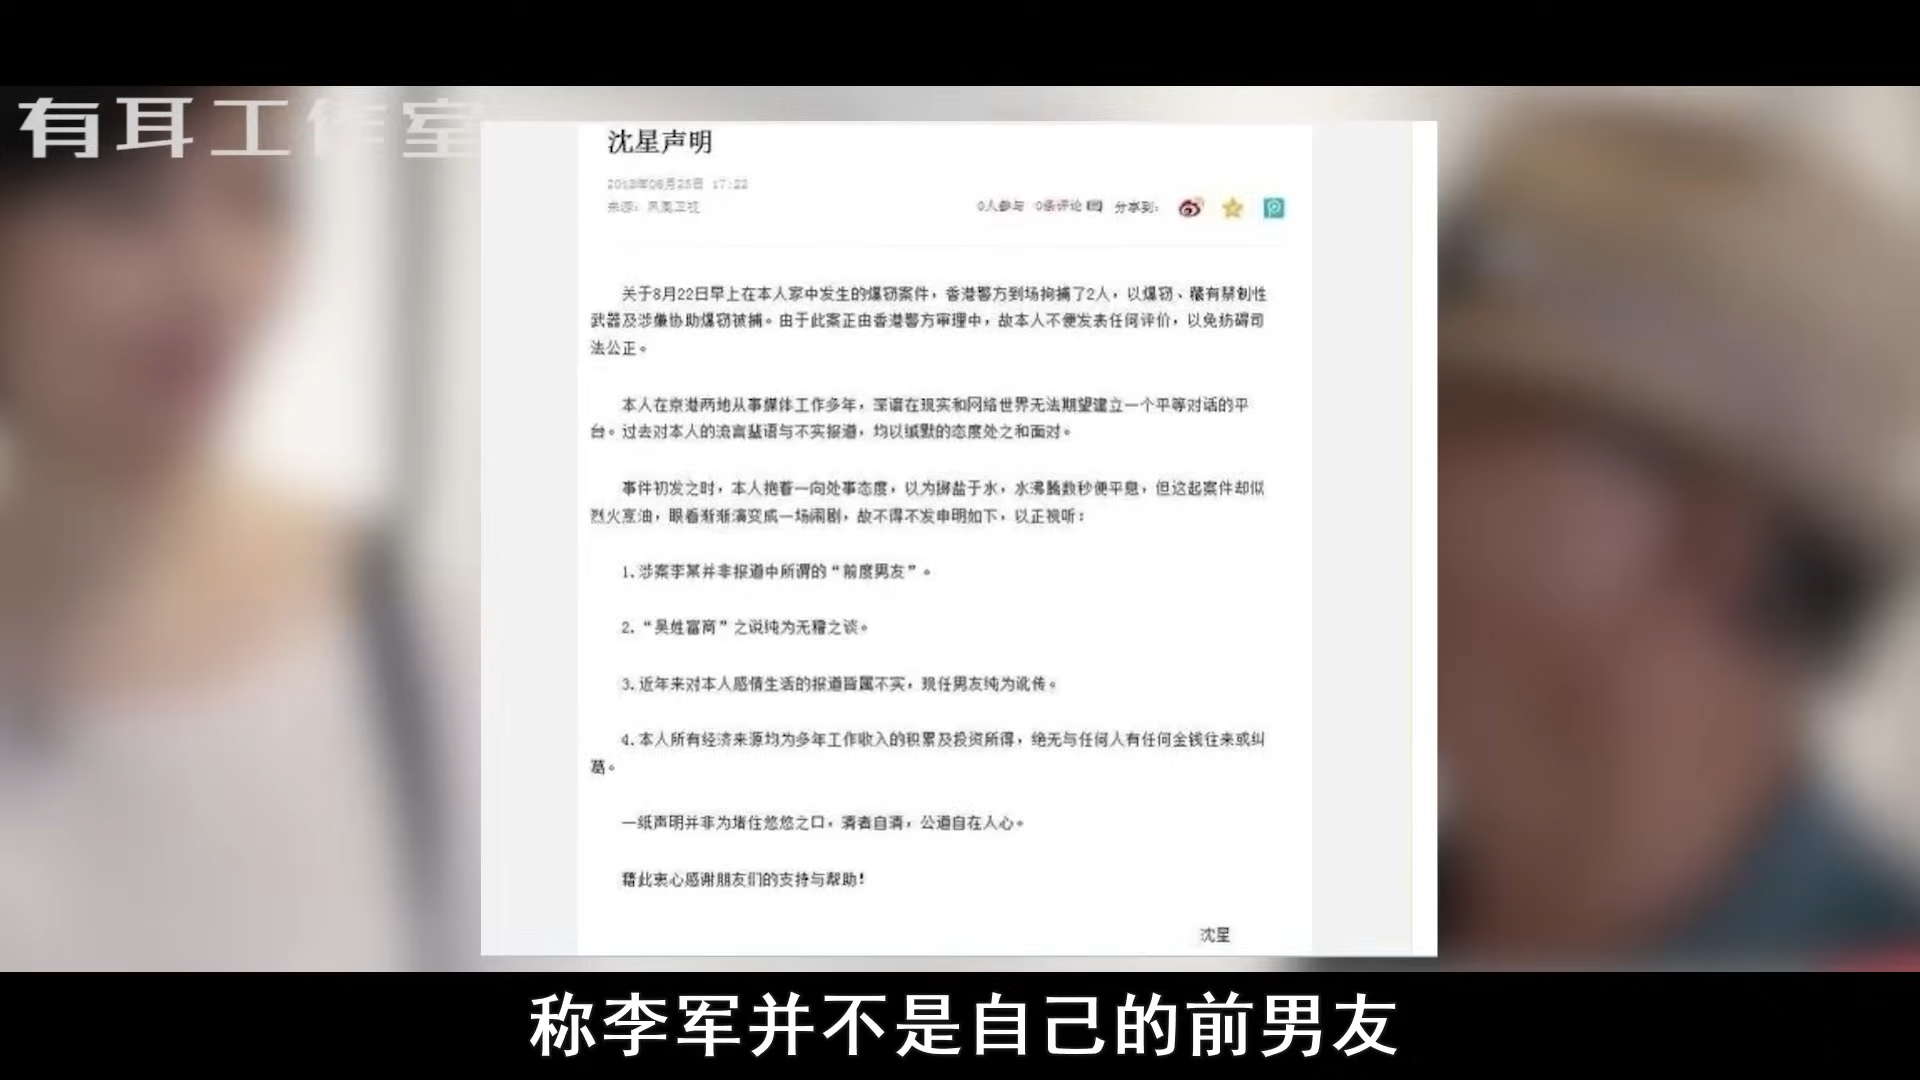 有耳工作室
沈星声明
2013年08月25日 17:22
来源：凤凰卫视
0人参与 0条评论 分享到：
关于8月22日早上在本人家中发生的爆窃案件，香港警方到场拘捕了2人，以爆窃、藏有禁制性
武器及涉嫌协助爆窃被捕。由于此案正由香港警方审理中，故本人不便发表任何评价，以免妨碍司
法公正。
本人在京港两地从事媒体工作多年，深谙在现实和网络世界无法期望建立一个平等对话的平
台。过去对本人的流言蜚语与不实报道，均以缄默的态度处之和面对。
事件初发之时，本人抱着一向处事态度，以为掷盐于水，水沸腾数秒便平息，但这起案件却似
烈火烹油，眼看渐渐演变成一场闹剧，故不得不发申明如下，以正视听：
1.涉案李某并非报道中所谓的“前度男友”。
2.“吴姓富商”之说纯为无稽之谈。
3.近年来对本人感情生活的报道皆属不实，现任男友纯为讹传。
4.本人所有经济来源均为多年工作收入的积累及投资所得，绝无与任何人有任何金钱往来或纠
葛。
一纸声明并非为堵住悠悠之口，清者自清，公道自在人心。
藉此衷心感谢朋友们的支持与帮助！
沈星
称李军并不是自己的前男友